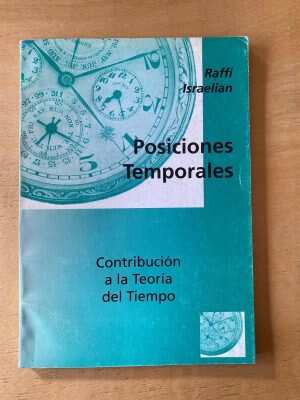 Raffi
Israelian
Posiciones
Temporales
Contribución
a la Teoría
del Tiempo